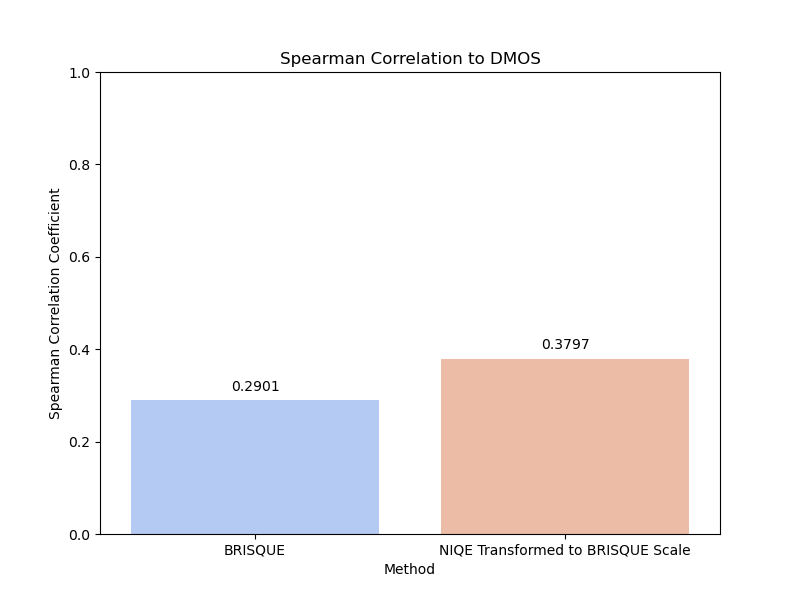 Spearman Correlation to DMOS
1.0
0.8
0.6
0.4
0.2
0.0
Spearman Correlation Coefficient
0.2901
0.3797
BRISQUE
NIQE Transformed to BRISQUE Scale
Method